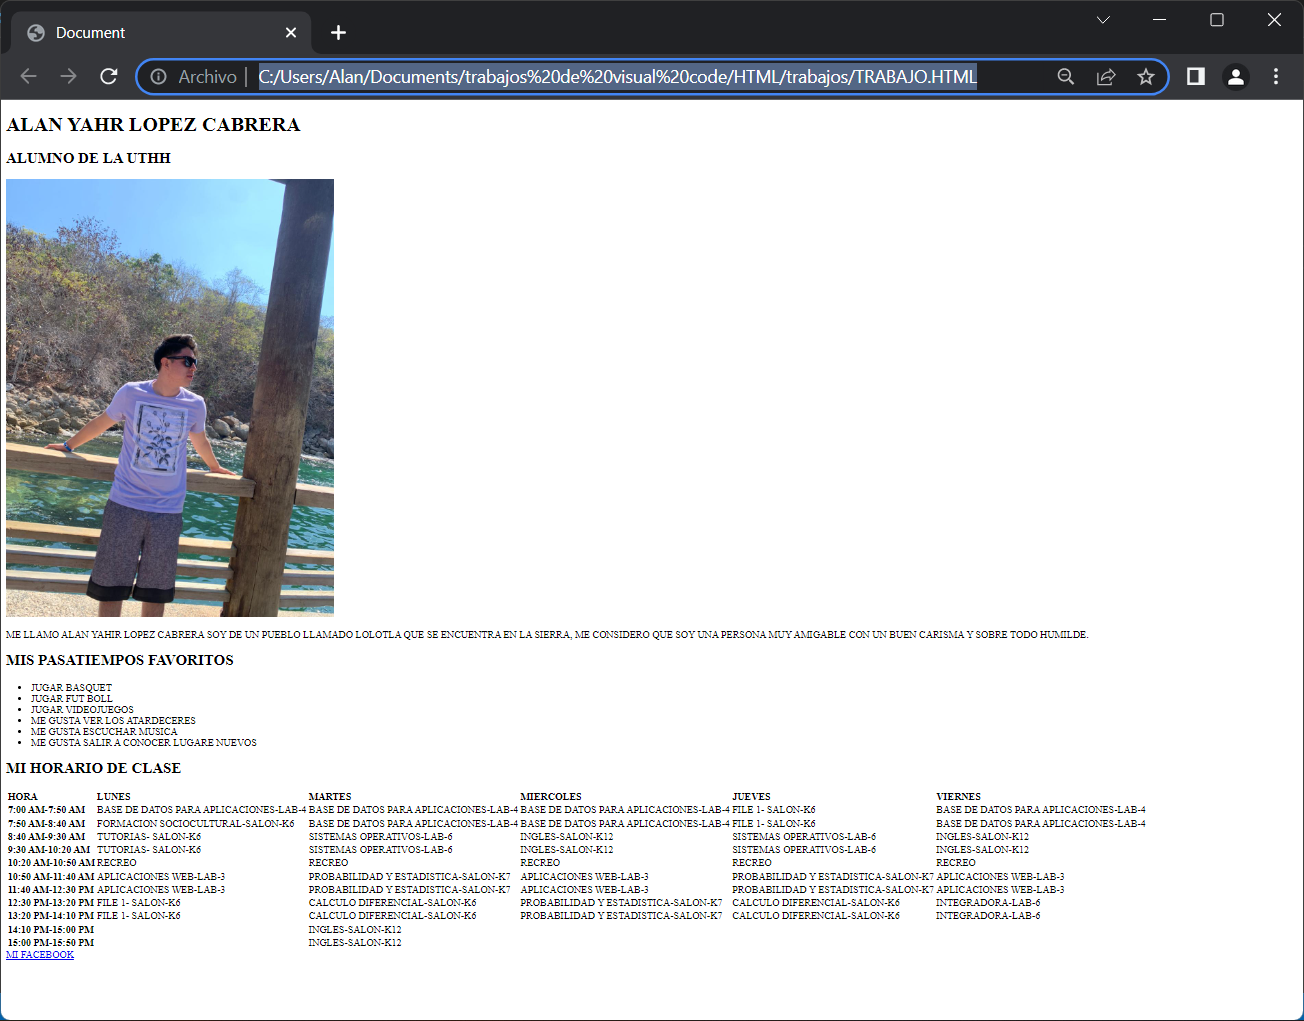 Document
Archivo | C:/Users/Alan/Documents/trabajos%20de%20visual%20code/HTML/trabajos/TRABAJO.HTML
ALAN YAHR LOPEZ CABRERA
ALUMNO DE LA UTHH
ME LLAMO ALAN YAHIR LOPEZ CABRERA SOY DE UN PUEBLO LLAMADO LOLOTLA QUE SE ENCUENTRA EN LA SIERRA, ME CONSIDERO QUE SOY UNA PERSONA MUY AMIGABLE CON UN BUEN CARISMA Y SOBRE TODO HUMILDE.
MIS PASATIEMPOS FAVORITOS
• JUGAR BASQUET
• JUGAR FUT BOLL
• JUGAR VIDEOJUEGOS
• ME GUSTA VER LOS ATARDECERES
• ME GUSTA ESCUCHAR MUSICA
• ME GUSTA SALIR A CONOCER LUGARE NUEVOS
MI HORARIO DE CLASE
HORA LUNES MARTES MIERCOLES JUEVES VIERNES
7:00 AM-7:50 AM BASE DE DATOS PARA APLICACIONES-LAB-4 BASE DE DATOS PARA APLICACIONES-LAB-4 BASE DE DATOS PARA APLICACIONES-LAB-4 FILE 1- SALON-K6 BASE DE DATOS PARA APLICACIONES-LAB-4
7:50 AM-8:40 AM FORMACION SOCIOCULTURAL-SALON-K6 BASE DE DATOS PARA APLICACIONES-LAB-4 BASE DE DATOS PARA APLICACIONES-LAB-4 FILE 1- SALON-K6 BASE DE DATOS PARA APLICACIONES-LAB-4
8:40 AM-9:30 AM TUTORIAS- SALON-K6 SISTEMAS OPERATIVOS-LAB-6 INGLES-SALON-K12 SISTEMAS OPERATIVOS-LAB-6 INGLES-SALON-K12
9:30 AM-10:20 AM TUTORIAS- SALON-K6 SISTEMAS OPERATIVOS-LAB-6 INGLES-SALON-K12 SISTEMAS OPERATIVOS-LAB-6 INGLES-SALON-K12
10:20 AM-10:50 AM RECREO RECREO RECREO RECREO RECREO
10:50 AM-11:40 AM APLICACIONES WEB-LAB-3 PROBABILIDAD Y ESTADISTICA-SALON-K7 APLICACIONES WEB-LAB-3 PROBABILIDAD Y ESTADISTICA-SALON-K7 APLICACIONES WEB-LAB-3
11:40 AM-12:30 PM APLICACIONES WEB-LAB-3 PROBABILIDAD Y ESTADISTICA-SALON-K7 APLICACIONES WEB-LAB-3 PROBABILIDAD Y ESTADISTICA-SALON-K7 APLICACIONES WEB-LAB-3
12:30 PM-13:20 PM FILE 1- SALON-K6 CALCULO DIFERENCIAL-SALON-K6 PROBABILIDAD Y ESTADISTICA-SALON-K7 CALCULO DIFERENCIAL-SALON-K6 INTEGRADORA-LAB-6
13:20 PM-14:10 PM FILE 1- SALON-K6 CALCULO DIFERENCIAL-SALON-K6 PROBABILIDAD Y ESTADISTICA-SALON-K7 CALCULO DIFERENCIAL-SALON-K6 INTEGRADORA-LAB-6
14:10 PM-15:00 PM INGLES-SALON-K12
15:00 PM-15:50 PM INGLES-SALON-K12
MI FACEBOOK